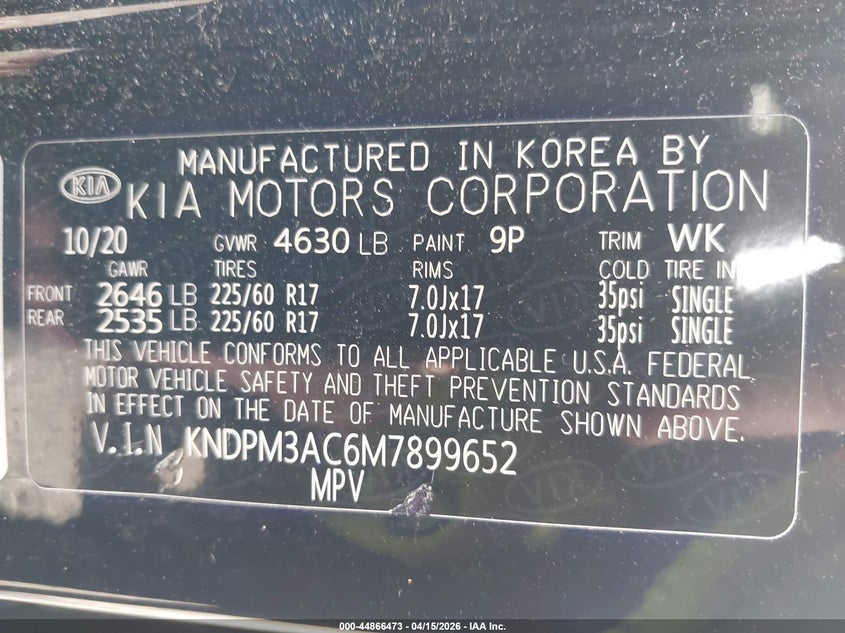 MANUFACTURED IN KOREA BY
KIA KIA MOTORS CORPORATION
10/20 GVWR 4630 LB PAINT 9P TRIM WK
GAWR TIRES RIMS COLD TIRE IN
FRONT 2646 LB 225/60 R17 7.0Jx17 35psi SINGLE
REAR 2535 LB 225/60 R17 7.0Jx17 35psi SINGLE
THIS VEHICLE CONFORMS TO ALL APPLICABLE U.S.A. FEDERAL
MOTOR VEHICLE SAFETY AND THEFT PREVENTION STANDARDS
IN EFFECT ON THE DATE OF MANUFACTURE SHOWN ABOVE.
V.I.N KNDPM3AC6M7899652
MPV
000-44866473 - 04/15/2026 - IAA Inc.